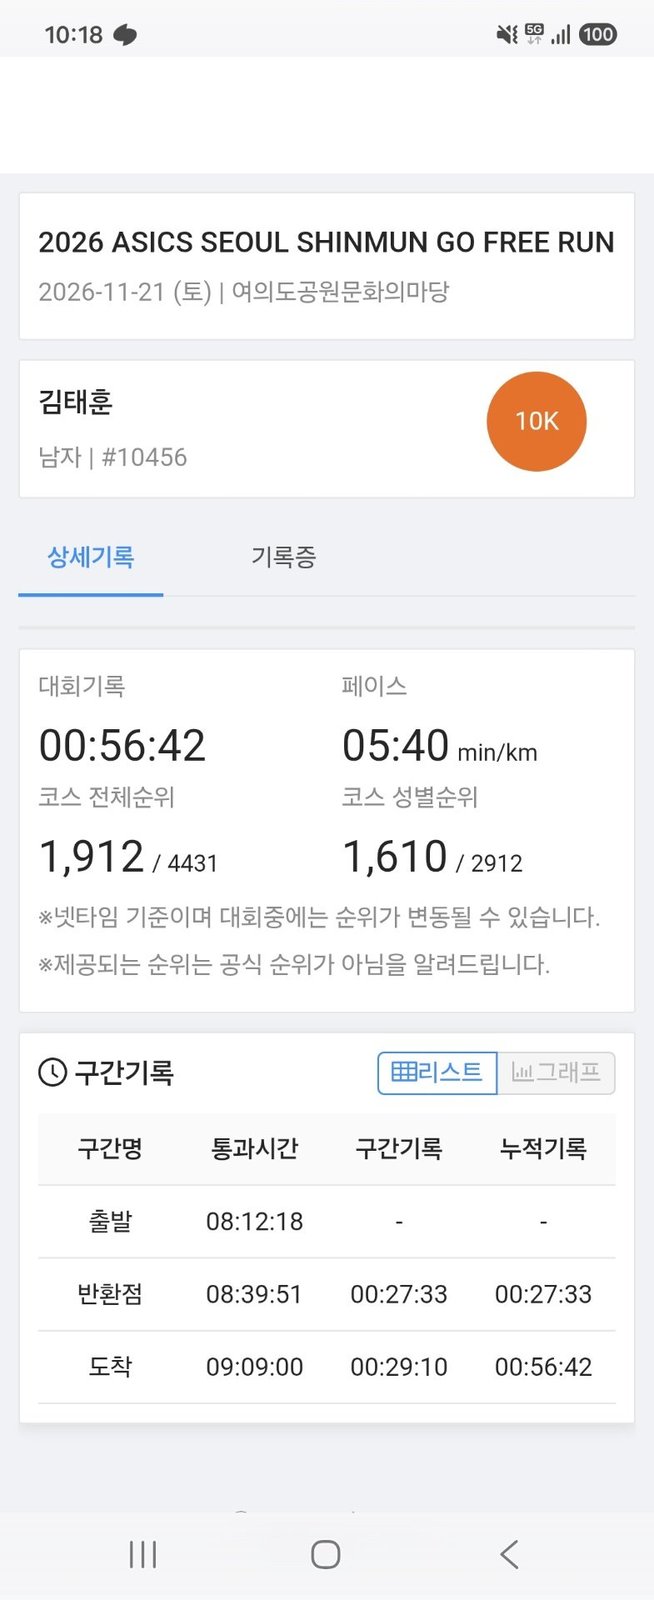 10:18
5G
100
2026 ASICS SEOUL SHINMUN GO FREE RUN
2026-11-21 (토) | 여의도공원문화의마당
김태훈
10K
남자 | #10456
상세기록 기록증
대회기록 페이스
00:56:42 05:40 min/km
코스 전체순위 코스 성별순위
1,912 / 4431 1,610 / 2912
※넷타임 기준이며 대회중에는 순위가 변동될 수 있습니다.
※제공되는 순위는 공식 순위가 아님을 알려드립니다.
구간기록 리스트 그래프
구간명 통과시간 구간기록 누적기록
출발 08:12:18 - -
반환점 08:39:51 00:27:33 00:27:33
도착 09:09:00 00:29:10 00:56:42